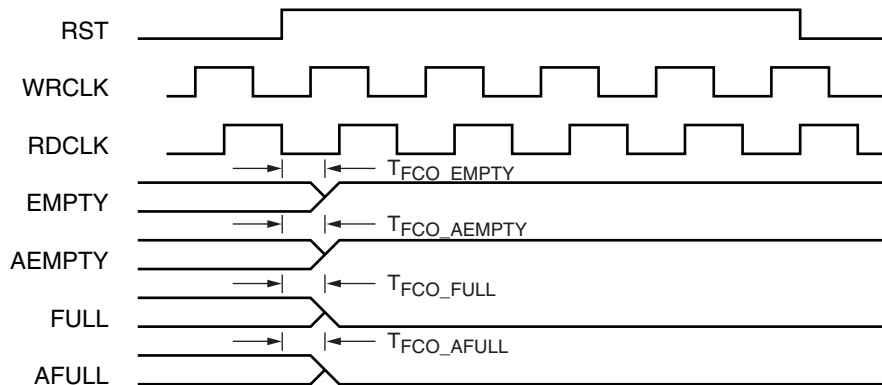 RST
WRCLK
RDCLK
TFCO_EMPTY
EMPTY
TFCO_AEMPTY
AEMPTY
TFCO_FULL
FULL
TFCO_AFULL
AFULL